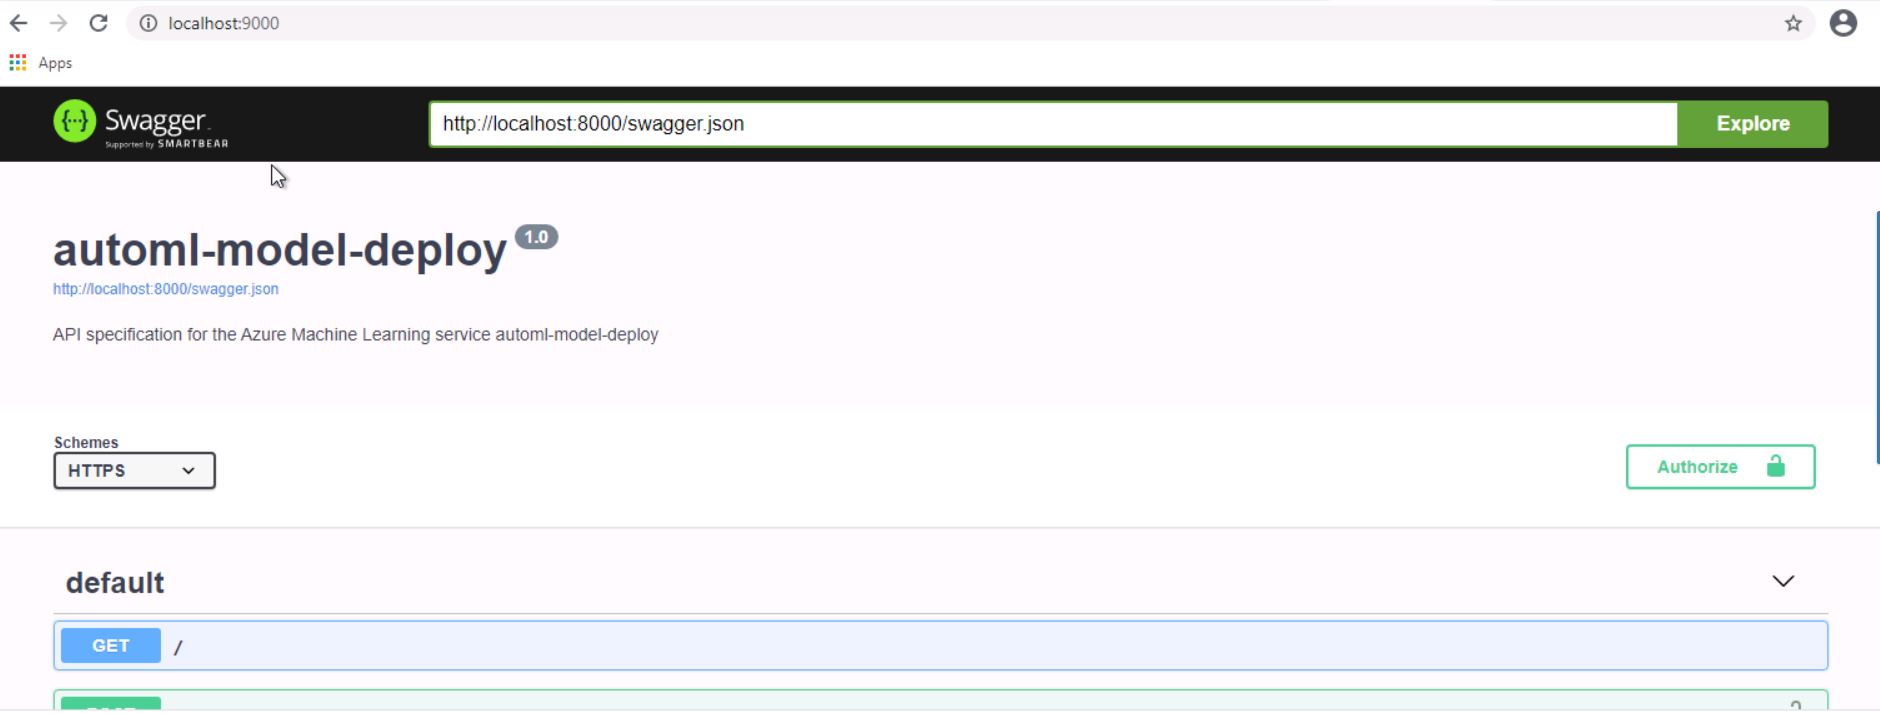 localhost:9000
Apps
{···} Swagger
Supported by SMARTBEAR
http://localhost:8000/swagger.json
Explore
automl-model-deploy 1.0
http://localhost:8000/swagger.json
API specification for the Azure Machine Learning service automl-model-deploy
Schemes
HTTPS
Authorize
default
GET /